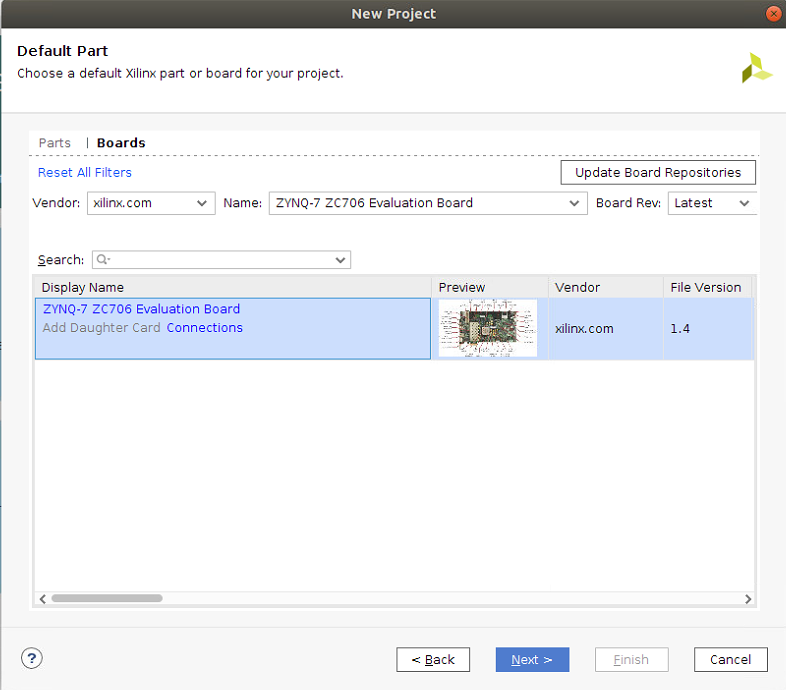 New Project
Default Part
Choose a default Xilinx part or board for your project.
Parts | Boards
Reset All Filters
Update Board Repositories
Vendor: xilinx.com Name: ZYNQ-7 ZC706 Evaluation Board Board Rev: Latest
Search:
Display Name Preview Vendor File Version
ZYNQ-7 ZC706 Evaluation Board
Add Daughter Card Connections
xilinx.com 1.4
? < Back Next > Finish Cancel